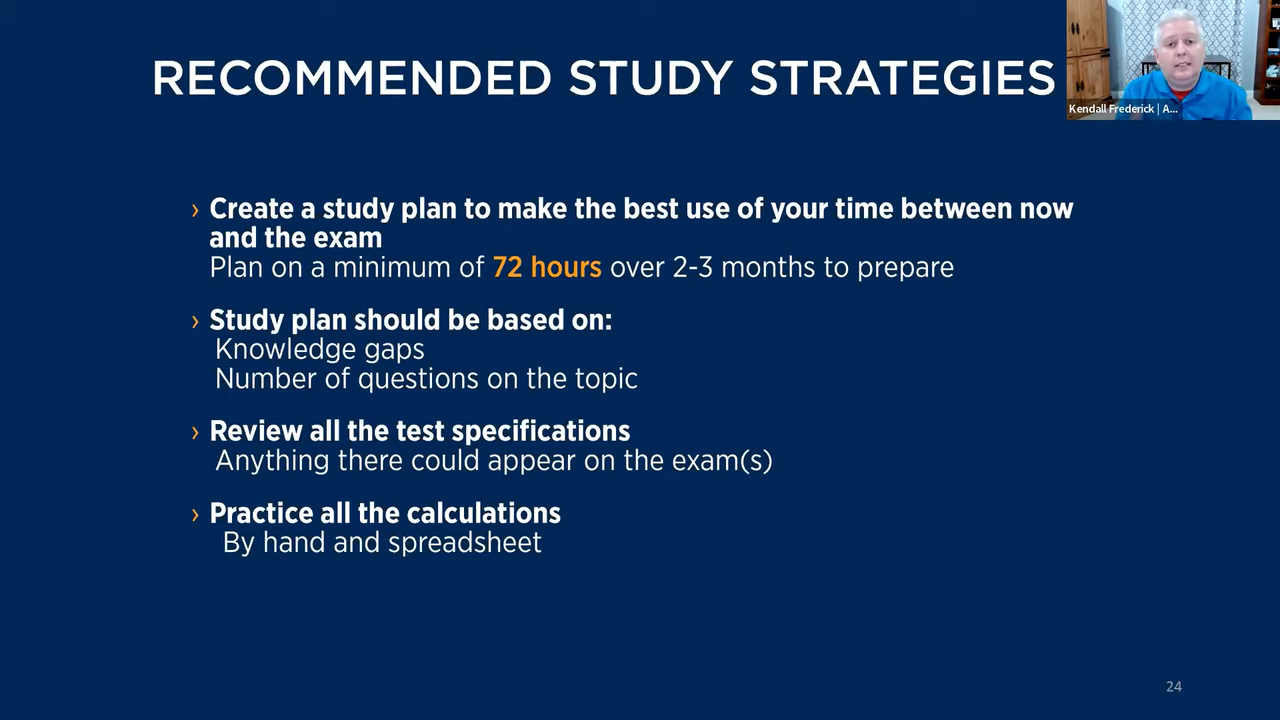 RECOMMENDED STUDY STRATEGIES
Kendall Frederick | A...
› Create a study plan to make the best use of your time between now
and the exam
Plan on a minimum of 72 hours over 2-3 months to prepare
› Study plan should be based on:
Knowledge gaps
Number of questions on the topic
› Review all the test specifications
Anything there could appear on the exam(s)
› Practice all the calculations
By hand and spreadsheet
24